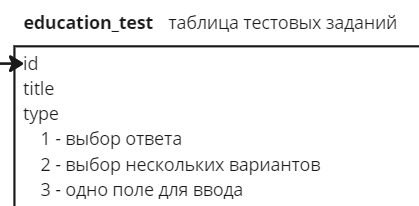 education_test таблица тестовых заданий
id
title
type
1 - выбор ответа
2 - выбор нескольких вариантов
3 - одно поле для ввода